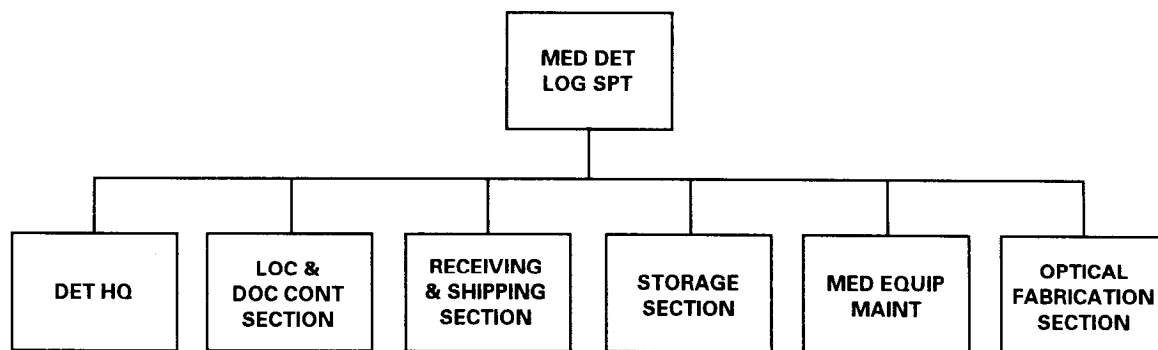 MED DET
LOG SPT
DET HQ
LOC &
DOC CONT
SECTION
RECEIVING
& SHIPPING
SECTION
STORAGE
SECTION
MED EQUIP
MAINT
OPTICAL
FABRICATION
SECTION